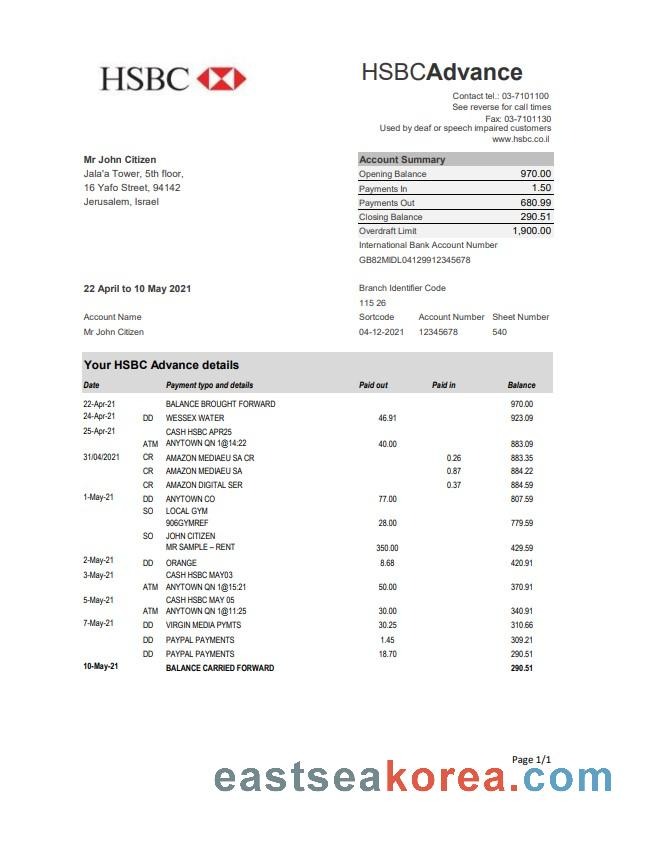 HSBC
HSBCAdvance
Contact tel.: 03-7101100
See reverse for call times
Fax: 03-7101130
Used by deaf or speech impaired customers
www.hsbc.co.il
Mr John Citizen
Jala'a Tower, 5th floor,
16 Yafo Street, 94142
Jerusalem, Israel
Account Summary
Opening Balance 970.00
Payments In 1.50
Payments Out 680.99
Closing Balance 290.51
Overdraft Limit 1,900.00
International Bank Account Number
GB82MIDL04129912345678
22 April to 10 May 2021
Branch Identifier Code
115 26
Account Name Sortcode Account Number Sheet Number
Mr John Citizen 04-12-2021 12345678 540
Your HSBC Advance details
Date Payment typo and details Paid out Paid in Balance
22-Apr-21 BALANCE BROUGHT FORWARD 970.00
24-Apr-21 DD WESSEX WATER 46.91 923.09
25-Apr-21 CASH HSBC APR25
ATM ANYTOWN QN 1@14:22 40.00 883.09
31/04/2021 CR AMAZON MEDIAEU SA CR 0.26 883.35
CR AMAZON MEDIAEU SA 0.87 884.22
CR AMAZON DIGITAL SER 0.37 884.59
1-May-21 DD ANYTOWN CO 77.00 807.59
SO LOCAL GYM
906GYMREF 28.00 779.59
SO JOHN CITIZEN
MR SAMPLE – RENT 350.00 429.59
2-May-21 DD ORANGE 8.68 420.91
3-May-21 CASH HSBC MAY03
ATM ANYTOWN QN 1@15:21 50.00 370.91
5-May-21 CASH HSBC MAY 05
ATM ANYTOWN QN 1@11:25 30.00 340.91
7-May-21 DD VIRGIN MEDIA PYMTS 30.25 310.66
DD PAYPAL PAYMENTS 1.45 309.21
DD PAYPAL PAYMENTS 18.70 290.51
10-May-21 BALANCE CARRIED FORWARD 290.51
Page 1/1
eastseakorea.com